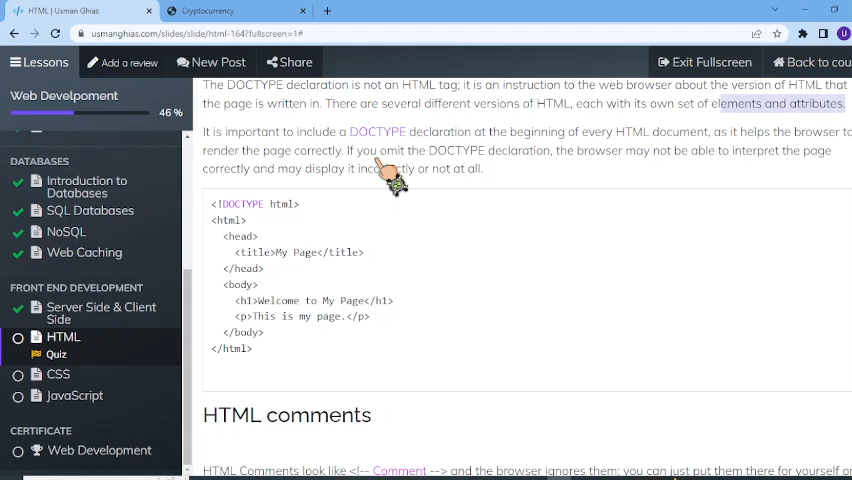 HTML | Usman Ghias
Cryptocurrency
usmanghias.com/slides/slide/html-164?fullscreen=1#
U
Lessons
Add a review
New Post
Share
Exit Fullscreen
Back to cou
Web Develpoment
46 %
DATABASES
Introduction to
Databases
SQL Databases
NoSQL
Web Caching
FRONT END DEVELOPMENT
Server Side & Client
Side
HTML
Quiz
CSS
JavaScript
CERTIFICATE
Web Development
The DOCTYPE declaration is not an HTML tag; it is an instruction to the web browser about the version of HTML that
the page is written in. There are several different versions of HTML, each with its own set of elements and attributes.
It is important to include a DOCTYPE declaration at the beginning of every HTML document, as it helps the browser to
render the page correctly. If you omit the DOCTYPE declaration, the browser may not be able to interpret the page
correctly and may display it incorrectly or not at all.
<!DOCTYPE html>
<html>
<head>
<title>My Page</title>
</head>
<body>
<h1>Welcome to My Page</h1>
<p>This is my page.</p>
</body>
</html>
HTML comments
HTML Comments look like <!-- Comment --> and the browser ignores them; you can just put them there for yourself or